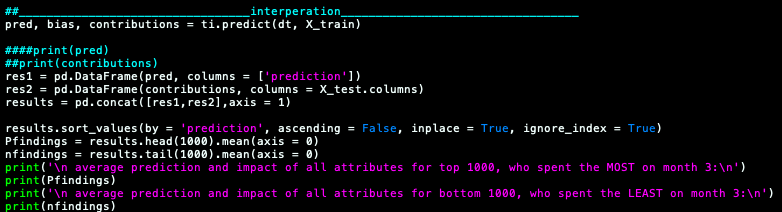 ##_________________________________interperation__________________________________
pred, bias, contributions = ti.predict(dt, X_train)
####print(pred)
##print(contributions)
res1 = pd.DataFrame(pred, columns = ['prediction'])
res2 = pd.DataFrame(contributions, columns = X_test.columns)
results = pd.concat([res1,res2],axis = 1)
results.sort_values(by = 'prediction', ascending = False, inplace = True, ignore_index = True)
Pfindings = results.head(1000).mean(axis = 0)
nfindings = results.tail(1000).mean(axis = 0)
print('\n average prediction and impact of all attributes for top 1000, who spent the MOST on month 3:\n')
print(Pfindings)
print('\n average prediction and impact of all attributes for bottom 1000, who spent the LEAST on month 3:\n')
print(nfindings)